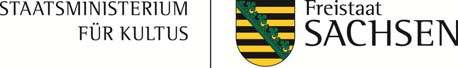 STAATSMINISTERIUM
FÜR KULTUS
Freistaat
SACHSEN